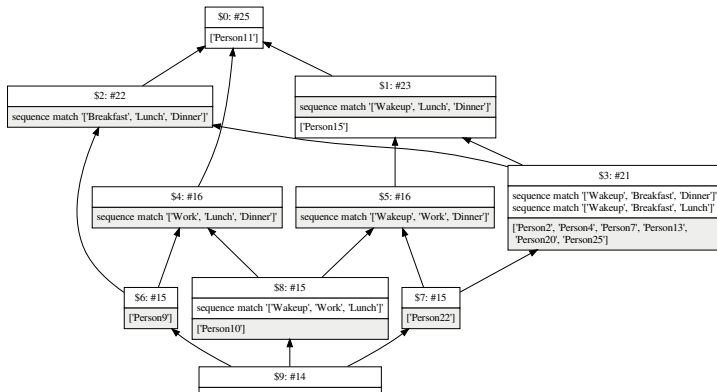 $0: #25
['Person11']
$2: #22
sequence match '['Breakfast', 'Lunch', 'Dinner']'
$1: #23
sequence match '['Wakeup', 'Lunch', 'Dinner']'
['Person15']
$3: #21
sequence match '['Wakeup', 'Breakfast', 'Dinner']'
sequence match '['Wakeup', 'Breakfast', 'Lunch']'
['Person2', 'Person4', 'Person7', 'Person13',
'Person20', 'Person25']
$4: #16
sequence match '['Work', 'Lunch', 'Dinner']'
$5: #16
sequence match '['Wakeup', 'Work', 'Dinner']'
$6: #15
['Person9']
$8: #15
sequence match '['Wakeup', 'Work', 'Lunch']'
['Person10']
$7: #15
['Person22']
$9: #14